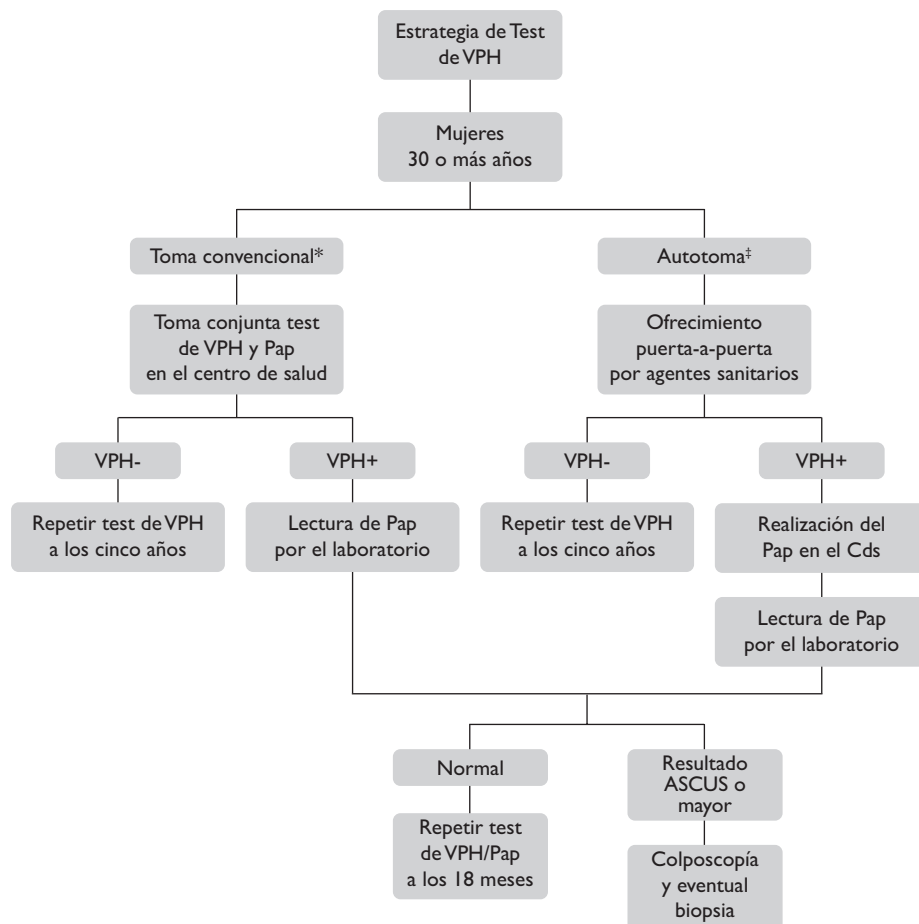 Estrategia de Test
de VPH
Mujeres
30 o más años
Toma convencional*
Autotoma‡
Toma conjunta test
de VPH y Pap
en el centro de salud
Ofrecimiento
puerta-a-puerta
por agentes sanitarios
VPH-
VPH+
VPH-
VPH+
Repetir test de VPH
a los cinco años
Lectura de Pap
por el laboratorio
Repetir test de VPH
a los cinco años
Realización del
Pap en el Cds
Lectura de Pap
por el laboratorio
Normal
Resultado
ASCUS o
mayor
Repetir test
de VPH/Pap
a los 18 meses
Colposcopía
y eventual
biopsia